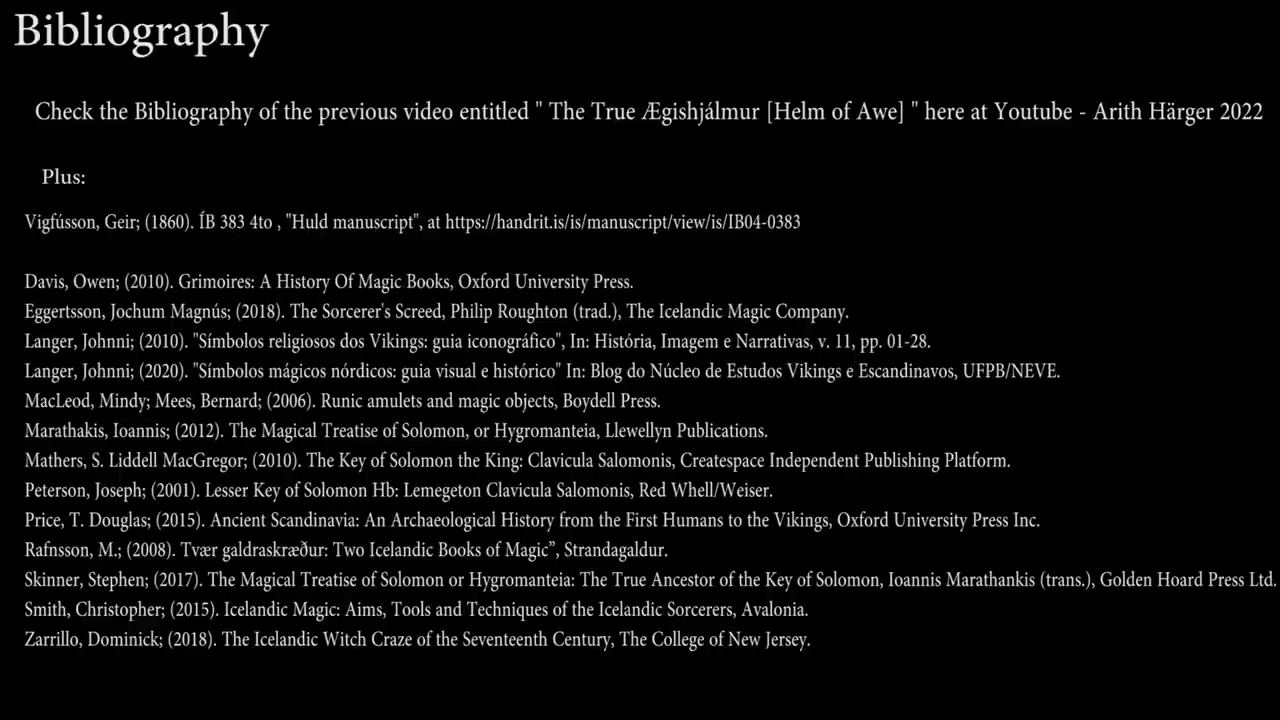 Bibliography
Check the Bibliography of the previous video entitled " The True Ægishjálmur [Helm of Awe] " here at Youtube - Arith Härger 2022
Plus:
Vigfússon, Geir; (1860). ÍB 383 4to , "Huld manuscript", at https://handrit.is/is/manuscript/view/is/IB04-0383
Davis, Owen; (2010). Grimoires: A History Of Magic Books, Oxford University Press.
Eggertsson, Jochum Magnús; (2018). The Sorcerer's Screed, Philip Roughton (trad.), The Icelandic Magic Company.
Langer, Johnni; (2010). "Símbolos religiosos dos Vikings: guia iconográfico", In: História, Imagem e Narrativas, v. 11, pp. 01-28.
Langer, Johnni; (2020). "Símbolos mágicos nórdicos: guia visual e histórico" In: Blog do Núcleo de Estudos Vikings e Escandinavos, UFPB/NEVE.
MacLeod, Mindy; Mees, Bernard; (2006). Runic amulets and magic objects, Boydell Press.
Marathakis, Ioannis; (2012). The Magical Treatise of Solomon, or Hygromanteia, Llewellyn Publications.
Mathers, S. Liddell MacGregor; (2010). The Key of Solomon the King: Clavicula Salomonis, Createspace Independent Publishing Platform.
Peterson, Joseph; (2001). Lesser Key of Solomon Hb: Lemegeton Clavicula Salomonis, Red Whell/Weiser.
Price, T. Douglas; (2015). Ancient Scandinavia: An Archaeological History from the First Humans to the Vikings, Oxford University Press Inc.
Rafnsson, M.; (2008). Tvær galdraskræður: Two Icelandic Books of Magic”, Strandagaldur.
Skinner, Stephen; (2017). The Magical Treatise of Solomon or Hygromanteia: The True Ancestor of the Key of Solomon, Ioannis Marathankis (trans.), Golden Hoard Press Ltd.
Smith, Christopher; (2015). Icelandic Magic: Aims, Tools and Techniques of the Icelandic Sorcerers, Avalonia.
Zarrillo, Dominick; (2018). The Icelandic Witch Craze of the Seventeenth Century, The College of New Jersey.